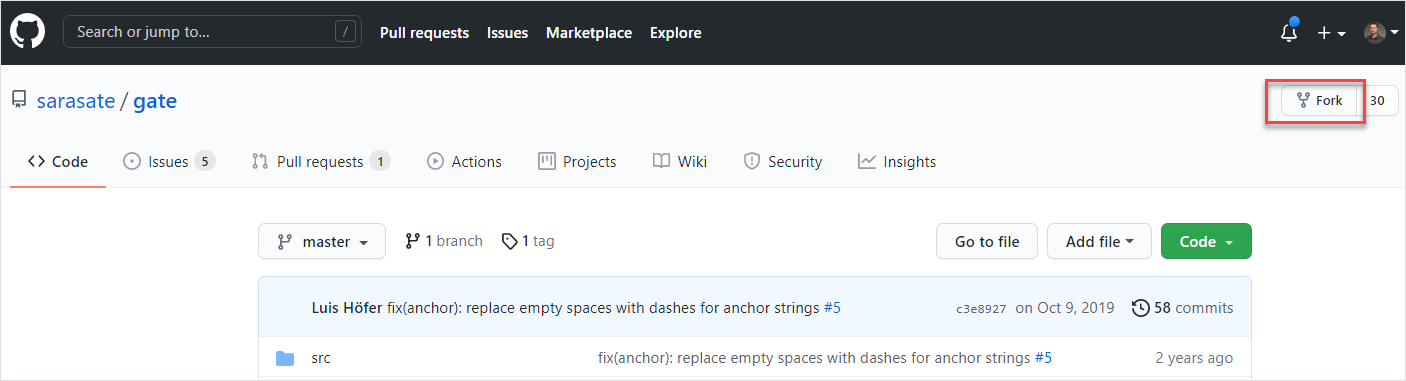 Search or jump to... / Pull requests Issues Marketplace Explore
sarasate / gate Fork 30
Code Issues 5 Pull requests 1 Actions Projects Wiki Security Insights
master 1 branch 1 tag Go to file Add file Code
Luis Höfer fix(anchor): replace empty spaces with dashes for anchor strings #5 c3e8927 on Oct 9, 2019 58 commits
src fix(anchor): replace empty spaces with dashes for anchor strings #5 2 years ago